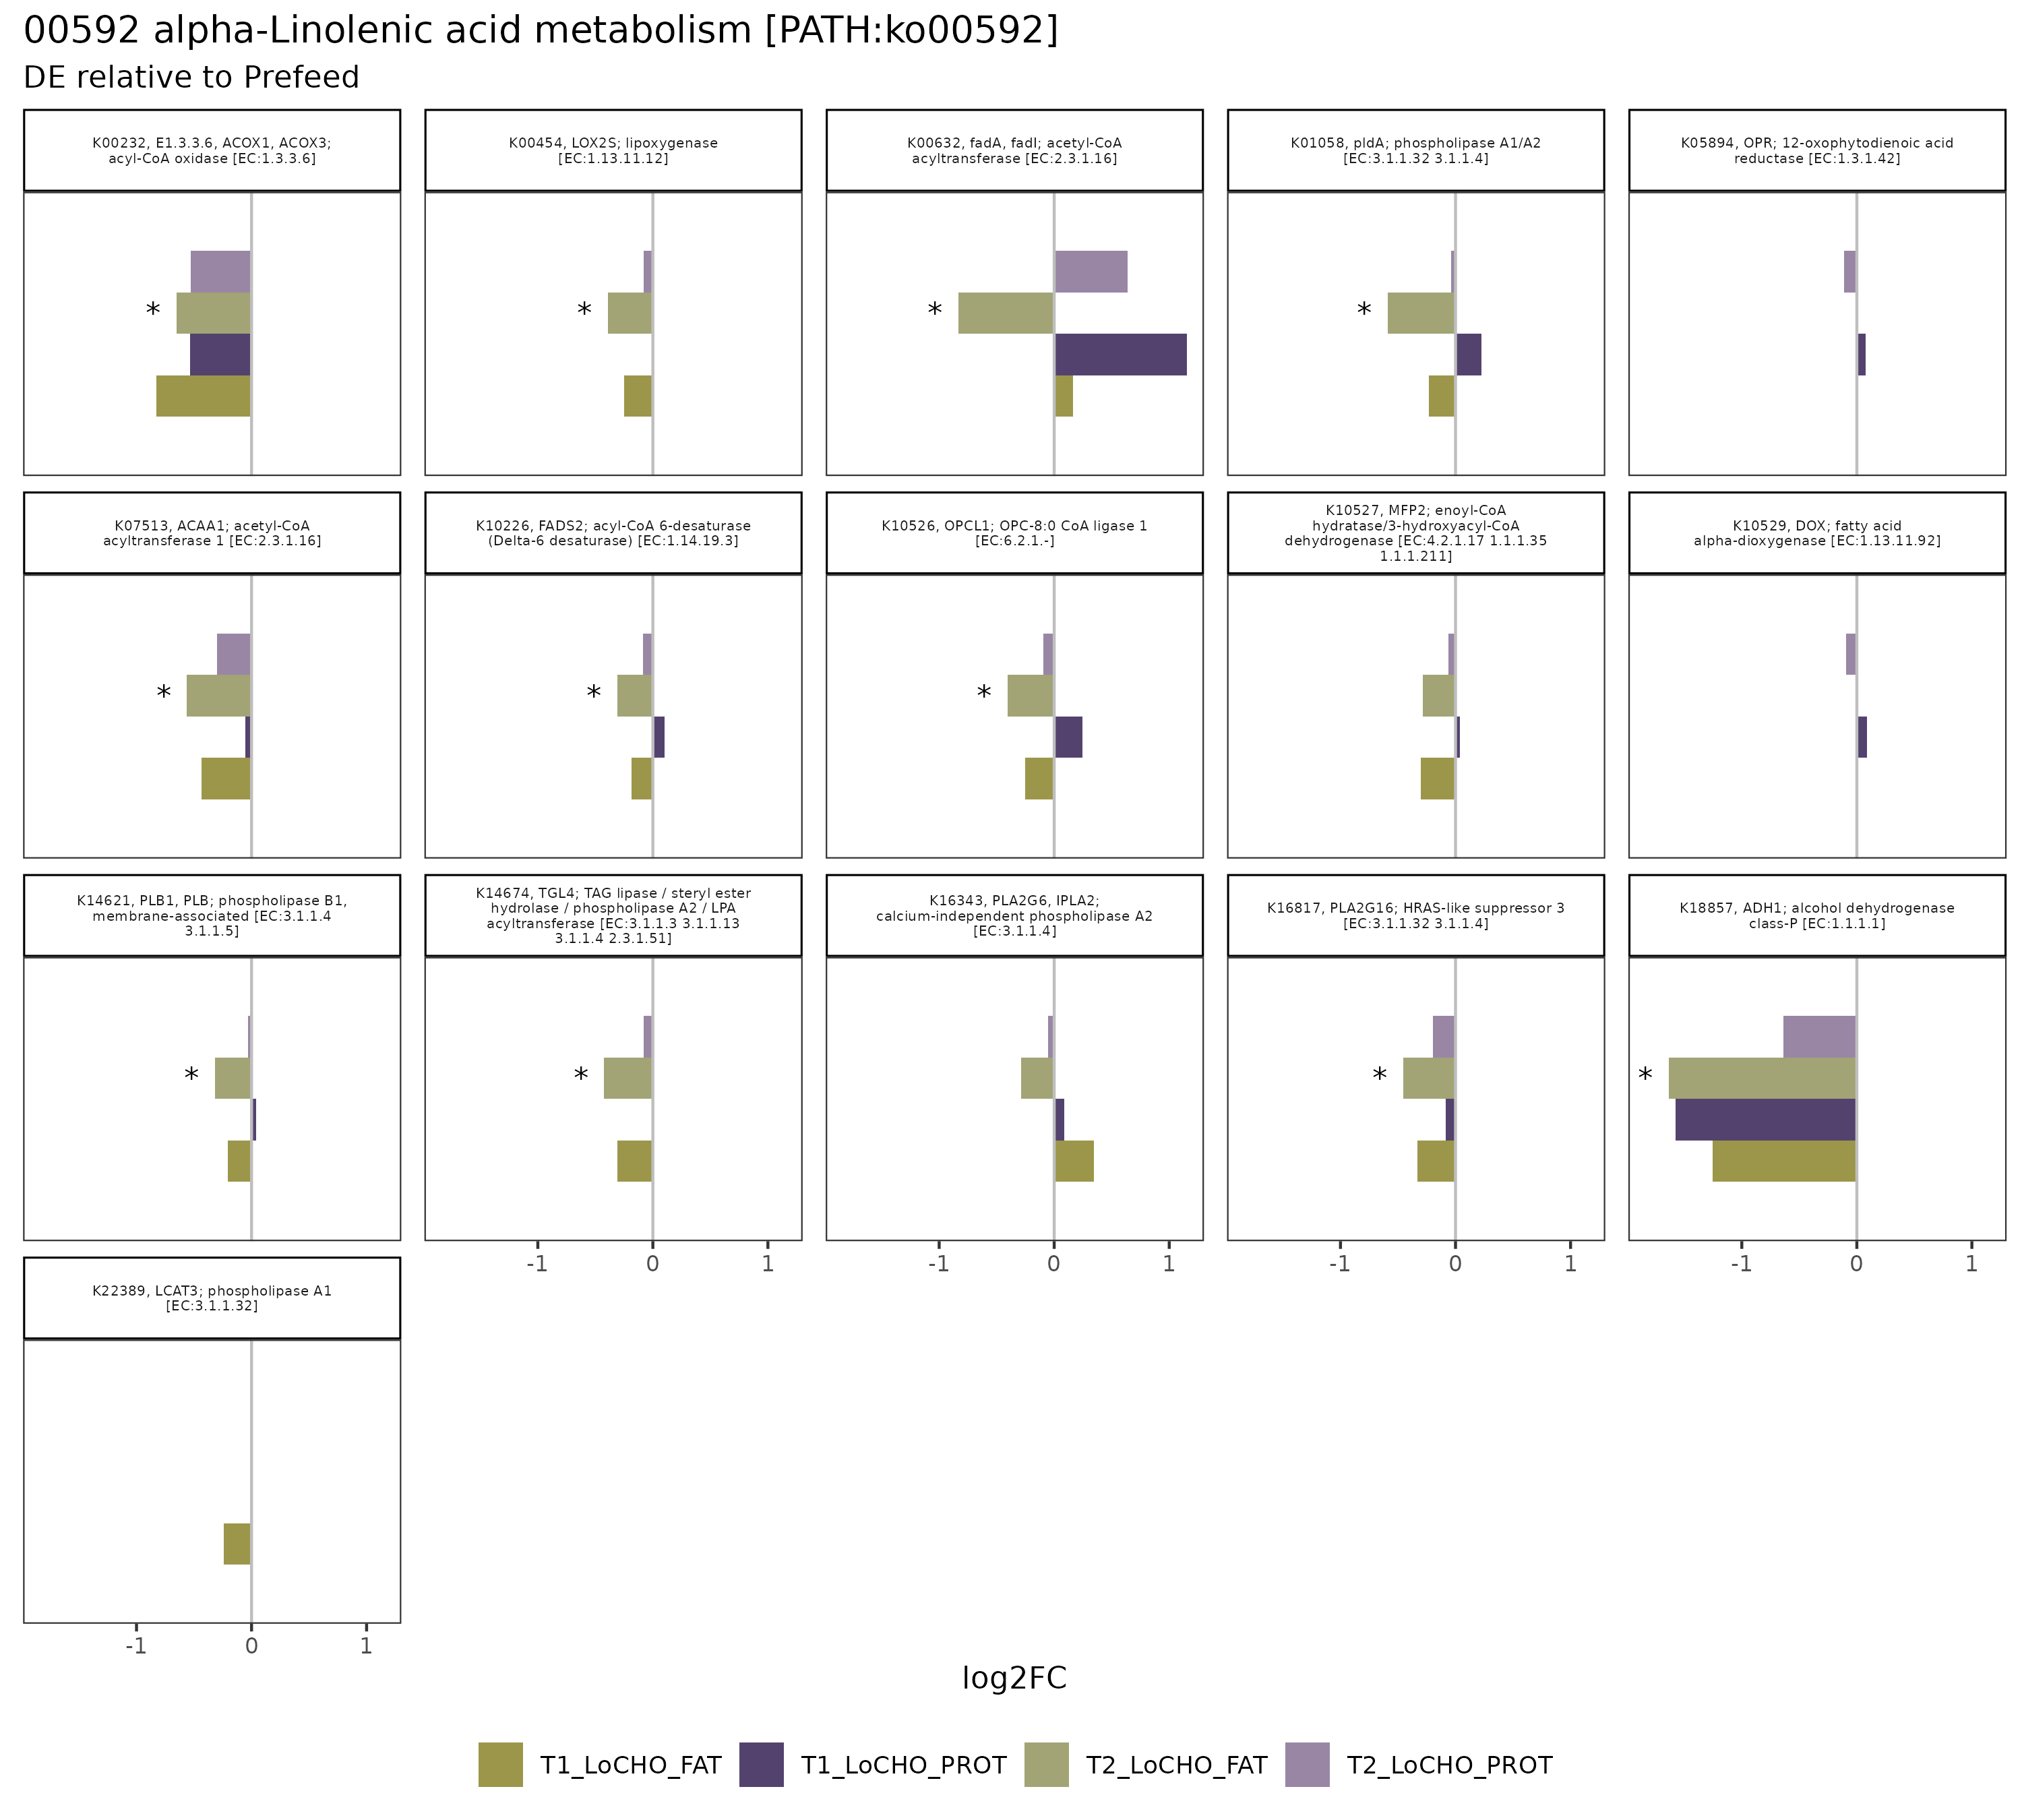 00592 alpha-Linolenic acid metabolism [PATH:ko00592]
DE relative to Prefeed
K00232, E1.3.3.6, ACOX1, ACOX3;
acyl-CoA oxidase [EC:1.3.3.6]
K00454, LOX2S; lipoxygenase
[EC:1.13.11.12]
K00632, fadA, fadI; acetyl-CoA
acyltransferase [EC:2.3.1.16]
K01058, pldA; phospholipase A1/A2
[EC:3.1.1.32 3.1.1.4]
K05894, OPR; 12-oxophytodienoic acid
reductase [EC:1.3.1.42]
*
*
*
*
K07513, ACAA1; acetyl-CoA
acyltransferase 1 [EC:2.3.1.16]
K10226, FADS2; acyl-CoA 6-desaturase
(Delta-6 desaturase) [EC:1.14.19.3]
K10526, OPCL1; OPC-8:0 CoA ligase 1
[EC:6.2.1.-]
K10527, MFP2; enoyl-CoA
hydratase/3-hydroxyacyl-CoA
dehydrogenase [EC:4.2.1.17 1.1.1.35
1.1.1.211]
K10529, DOX; fatty acid
alpha-dioxygenase [EC:1.13.11.92]
*
*
*
K14621, PLB1, PLB; phospholipase B1,
membrane-associated [EC:3.1.1.4
3.1.1.5]
K14674, TGL4; TAG lipase / steryl ester
hydrolase / phospholipase A2 / LPA
acyltransferase [EC:3.1.1.3 3.1.1.13
3.1.1.4 2.3.1.51]
K16343, PLA2G6, IPLA2;
calcium-independent phospholipase A2
[EC:3.1.1.4]
K16817, PLA2G16; HRAS-like suppressor 3
[EC:3.1.1.32 3.1.1.4]
K18857, ADH1; alcohol dehydrogenase
class-P [EC:1.1.1.1]
*
*
*
*
-1 0 1
-1 0 1
-1 0 1
-1 0 1
K22389, LCAT3; phospholipase A1
[EC:3.1.1.32]
-1 0 1
log2FC
T1_LoCHO_FAT T1_LoCHO_PROT T2_LoCHO_FAT T2_LoCHO_PROT